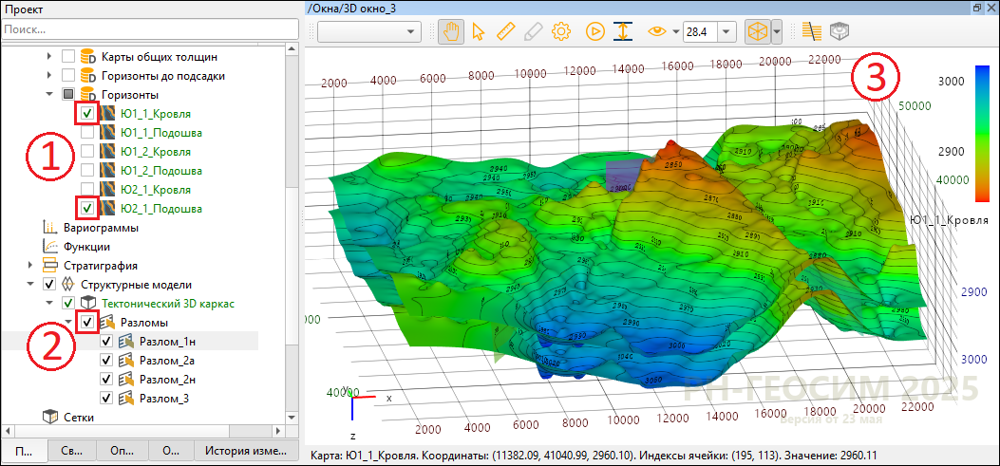 Проект
Поиск...
Карты общих толщин
Горизонты до подсадки
Горизонты
Ю1_1_Кровля
Ю1_1_Подошва
Ю1_2_Кровля
Ю1_2_Подошва
Ю2_1_Кровля
Ю2_1_Подошва
Вариограммы
Функции
Стратиграфия
Структурные модели
Тектонический 3D каркас
Разломы
Разлом_1н
Разлом_2а
Разлом_2н
Разлом_3
Сетки
1
2
П...
Св...
Оп...
О...
История изме...
/Окна/3D окно_3
28.4
3
2000 4000 6000 8000 10000 12000 14000 16000 18000 20000 22000
50000
40000
3000
2900
Ю1_1_Кровля
2900
3000
40000
x
z
2000 4000 6000 8000 10000 12000 14000 16000 18000 20000 22000
РН-ГЕОСИМ 2025
Версия от 23 мая
Карта: Ю1_1_Кровля. Координаты: (11382.09, 41040.99, 2960.10). Индексы ячейки: (195, 113). Значение: 2960.11